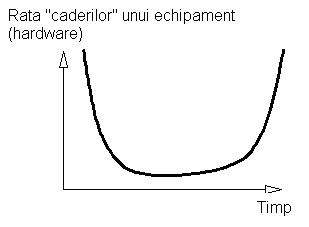 Rata "caderilor" unui echipament
(hardware)
Timp